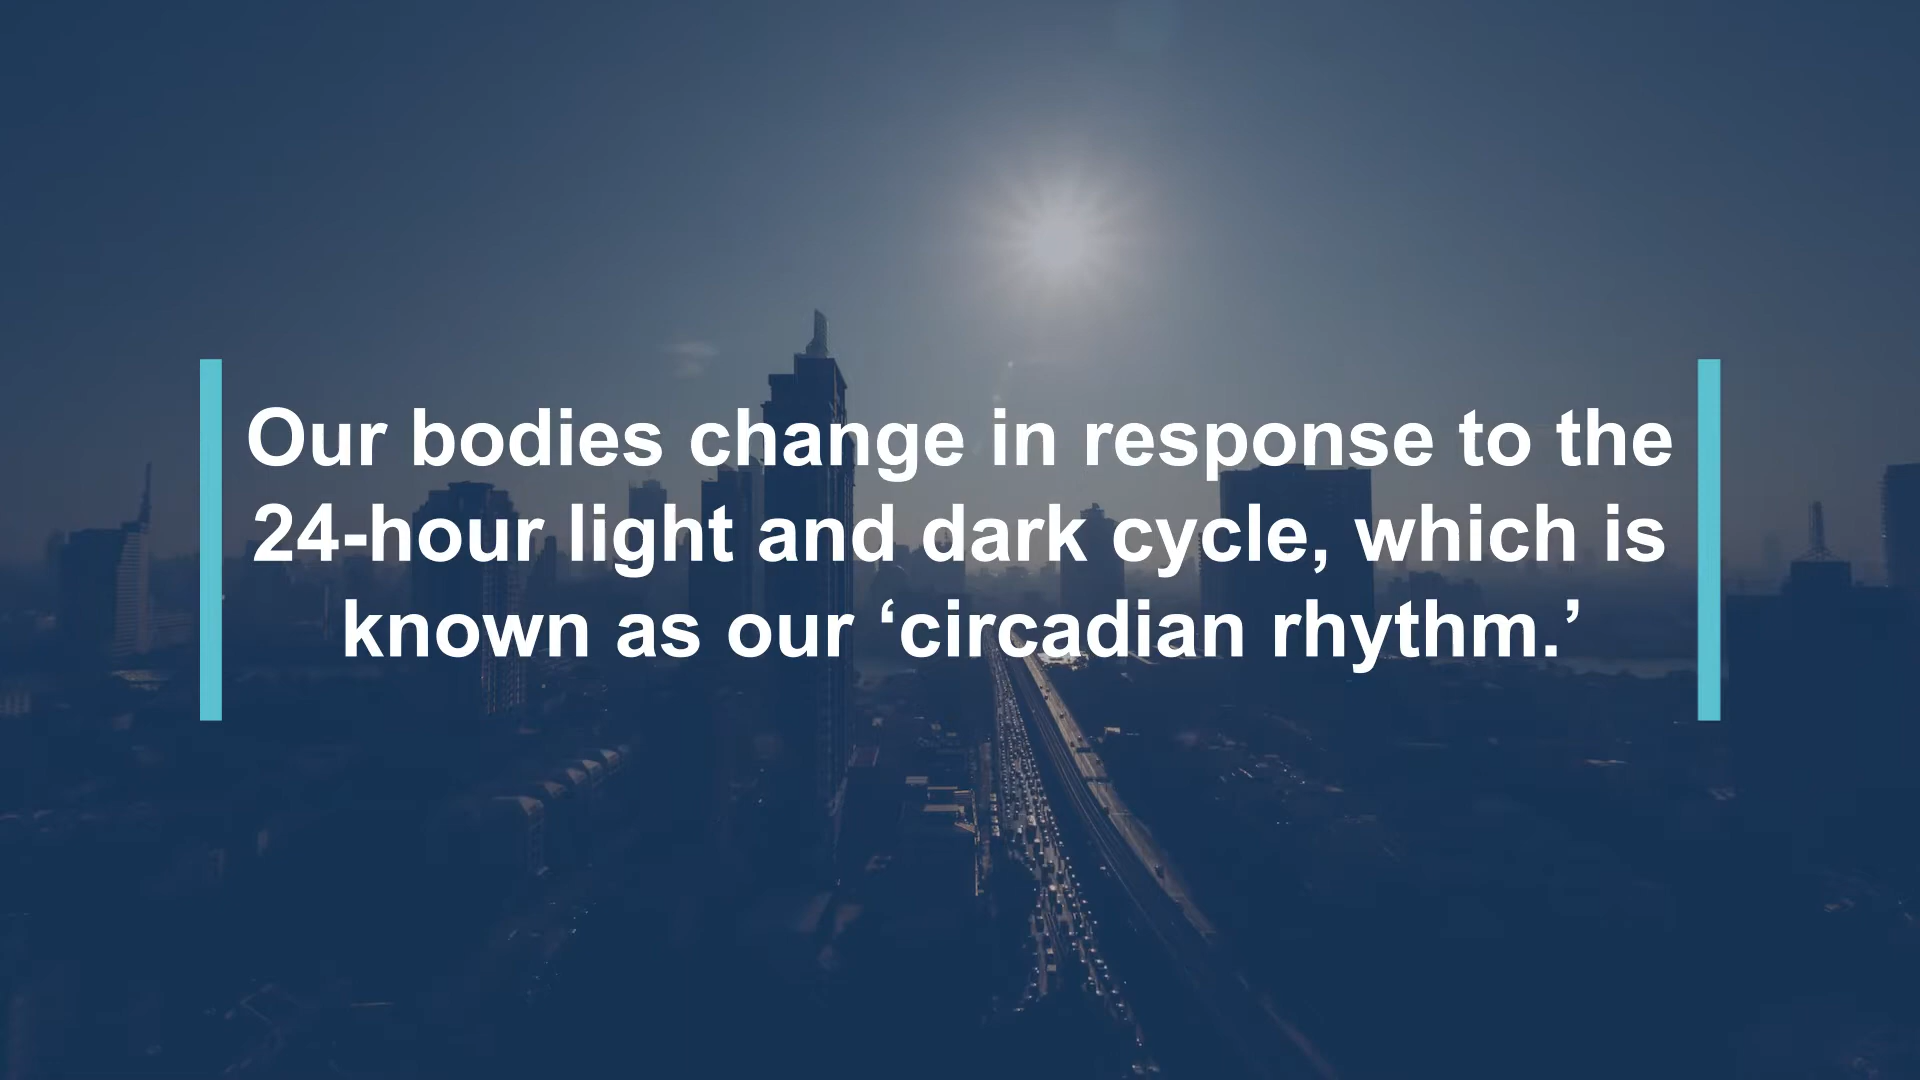 Our bodies change in response to the
24-hour light and dark cycle, which is
known as our ‘circadian rhythm.’